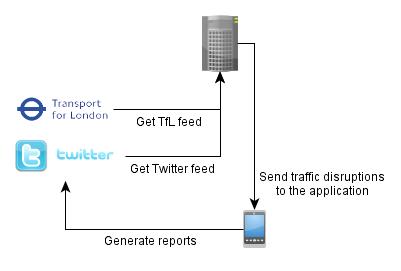 Transport
for London
Get TfL feed
twitter
Get Twitter feed
Send traffic disruptions
to the application
Generate reports